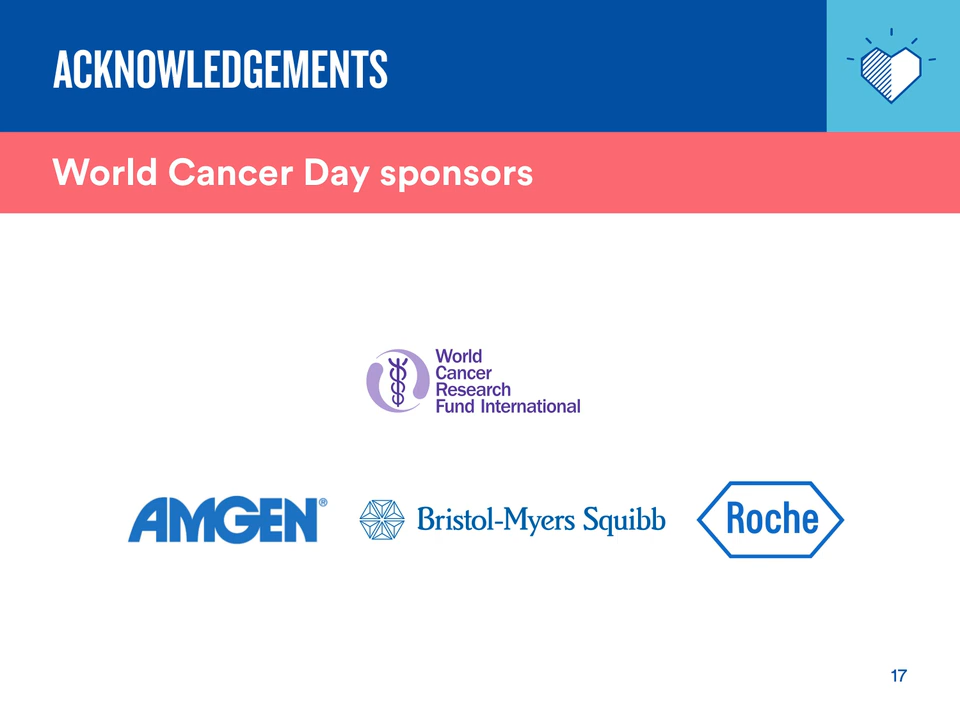 ACKNOWLEDGEMENTS
World Cancer Day sponsors
World
Cancer
Research
Fund International
AMGEN®
Bristol-Myers Squibb
Roche
17